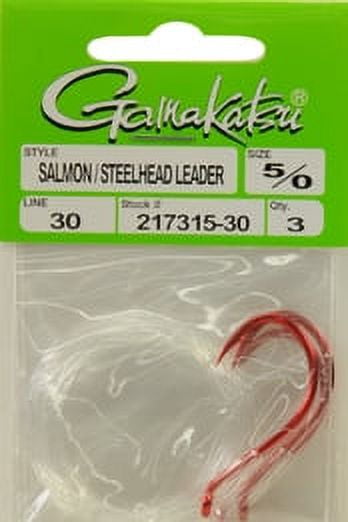 Gamakatsu®
STYLE SIZE
SALMON/STEELHEAD LEADER 5/0
LINE Stock # Qty.
30 217315-30 3